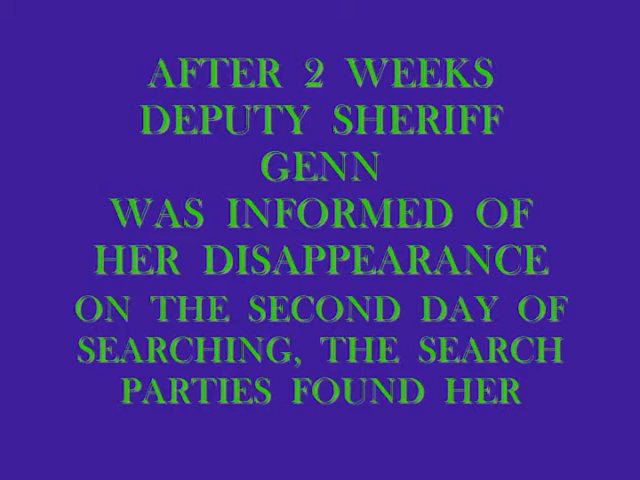 AFTER 2 WEEKS
DEPUTY SHERIFF
GENN
WAS INFORMED OF
HER DISAPPEARANCE
ON THE SECOND DAY OF
SEARCHING, THE SEARCH
PARTIES FOUND HER